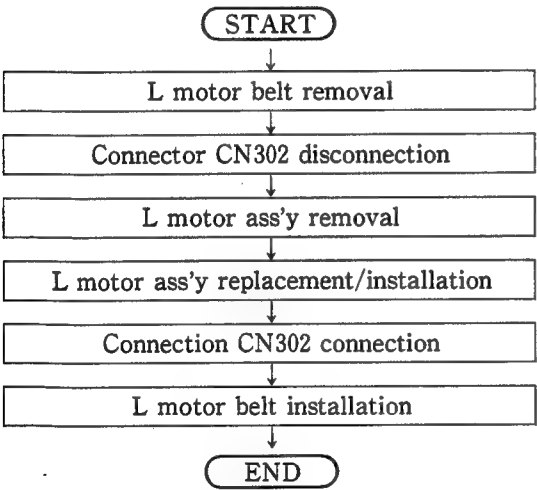 START
L motor belt removal
Connector CN302 disconnection
L motor ass'y removal
L motor ass'y replacement/installation
Connection CN302 connection
L motor belt installation
END